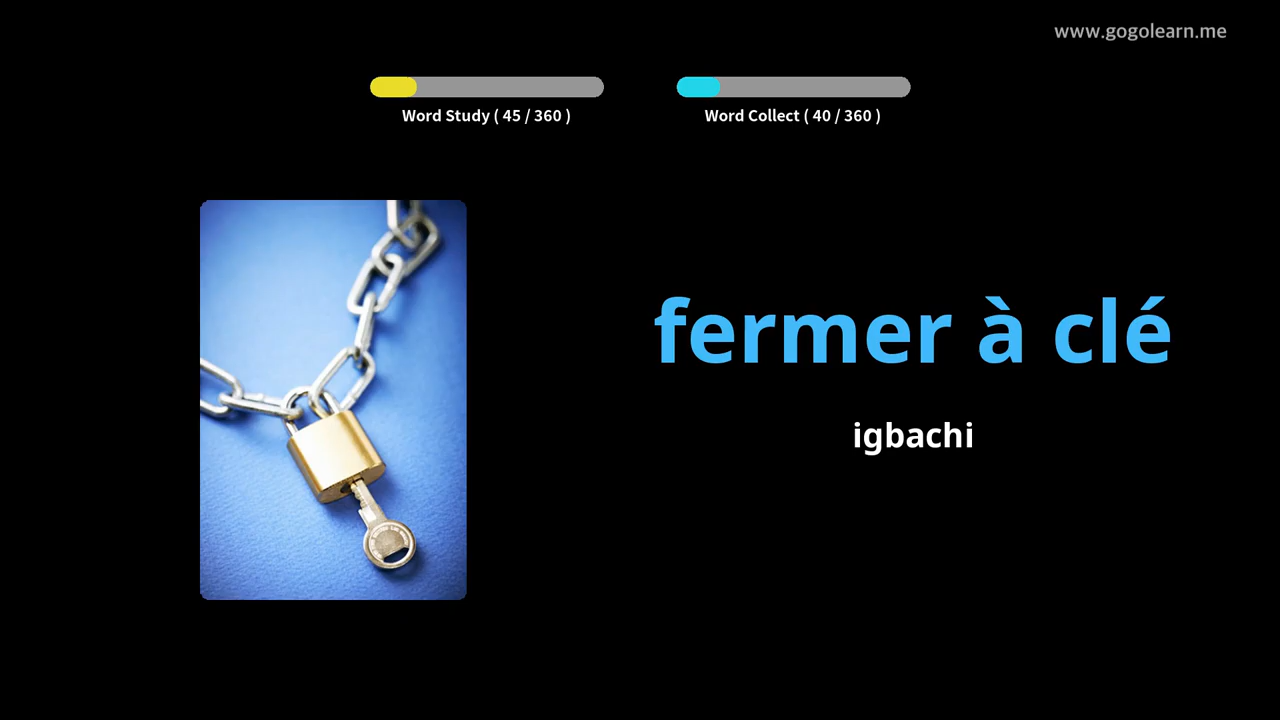 www.gogolearn.me
Word Study ( 45 / 360 )
Word Collect ( 40 / 360 )
fermer à clé
igbachi